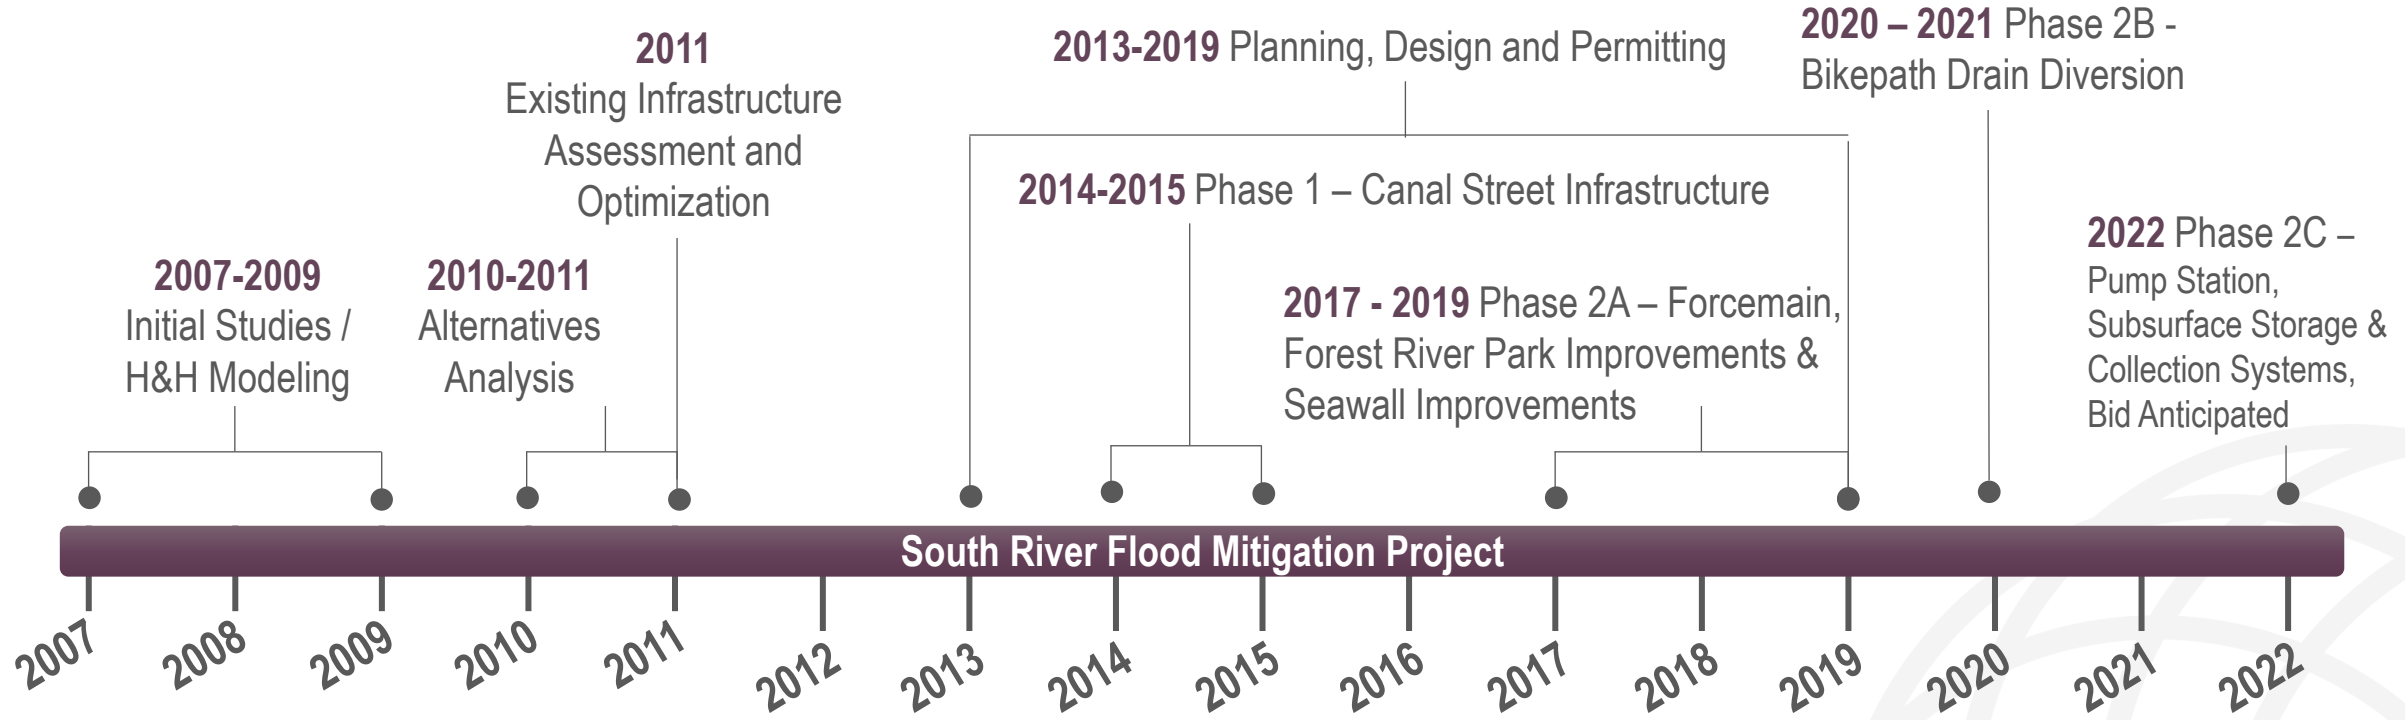 2011
Existing Infrastructure
Assessment and
Optimization
2007-2009
Initial Studies /
H&H Modeling
2010-2011
Alternatives
Analysis
2013-2019 Planning, Design and Permitting
2014-2015 Phase 1 – Canal Street Infrastructure
2017 - 2019 Phase 2A – Forcemain,
Forest River Park Improvements &
Seawall Improvements
2020 – 2021 Phase 2B -
Bikepath Drain Diversion
2022 Phase 2C –
Pump Station,
Subsurface Storage &
Collection Systems,
Bid Anticipated
South River Flood Mitigation Project
2007
2008
2009
2010
2011
2012
2013
2014
2015
2016
2017
2018
2019
2020
2021
2022